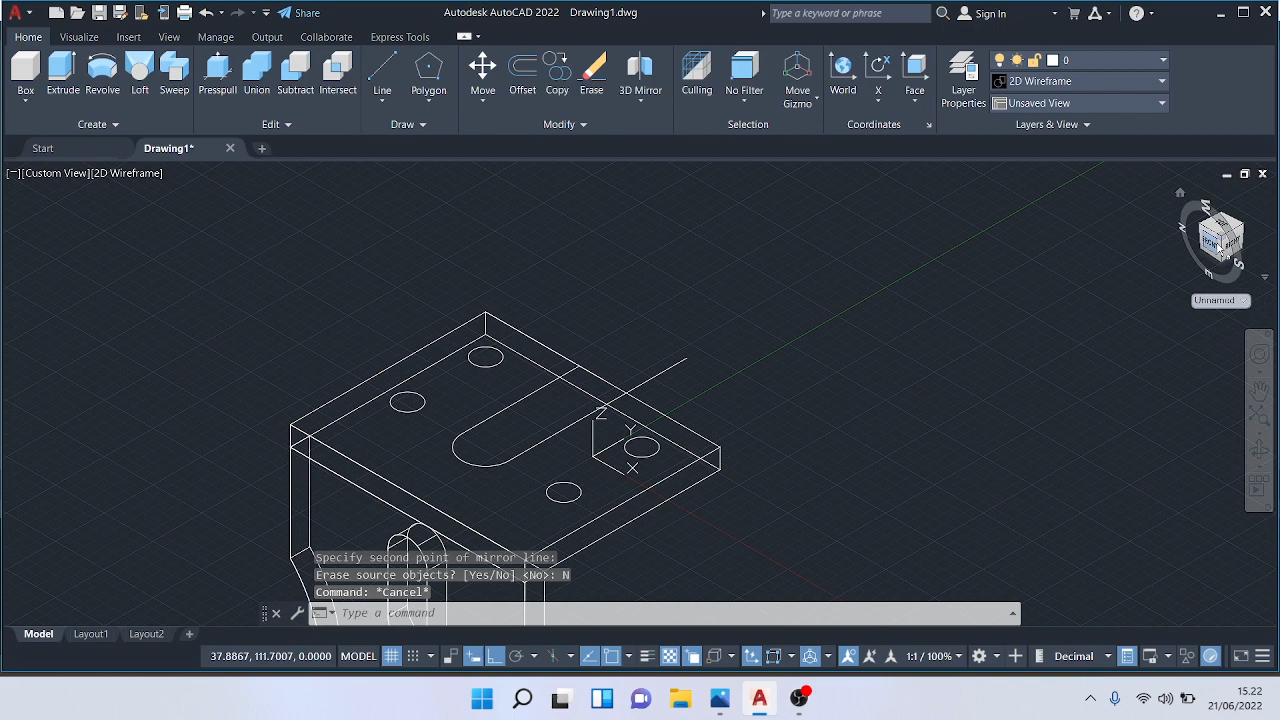 Share
Autodesk AutoCAD 2022 Drawing1.dwg
Type a keyword or phrase
Sign In
Home Visualize Insert View Manage Output Collaborate Express Tools
Box Extrude Revolve Loft Sweep
Presspull Union Subtract Intersect
Line Polygon
Move Offset Copy Erase 3D Mirror
Culling No Filter Move Gizmo
World X Face
Layer Properties
0
2D Wireframe
Unsaved View
Create Edit Draw Modify Selection Coordinates Layers & View
Start Drawing1*
[−][Custom View][2D Wireframe]
Unnamed
Z
Y
X
Specify second point of mirror line:
Erase source objects? [Yes/No] <No>: N
Command: *Cancel*
Type a command
Model Layout1 Layout2
37.8867, 111.7007, 0.0000 MODEL 1:1 / 100% Decimal
15.22
21/06/2022